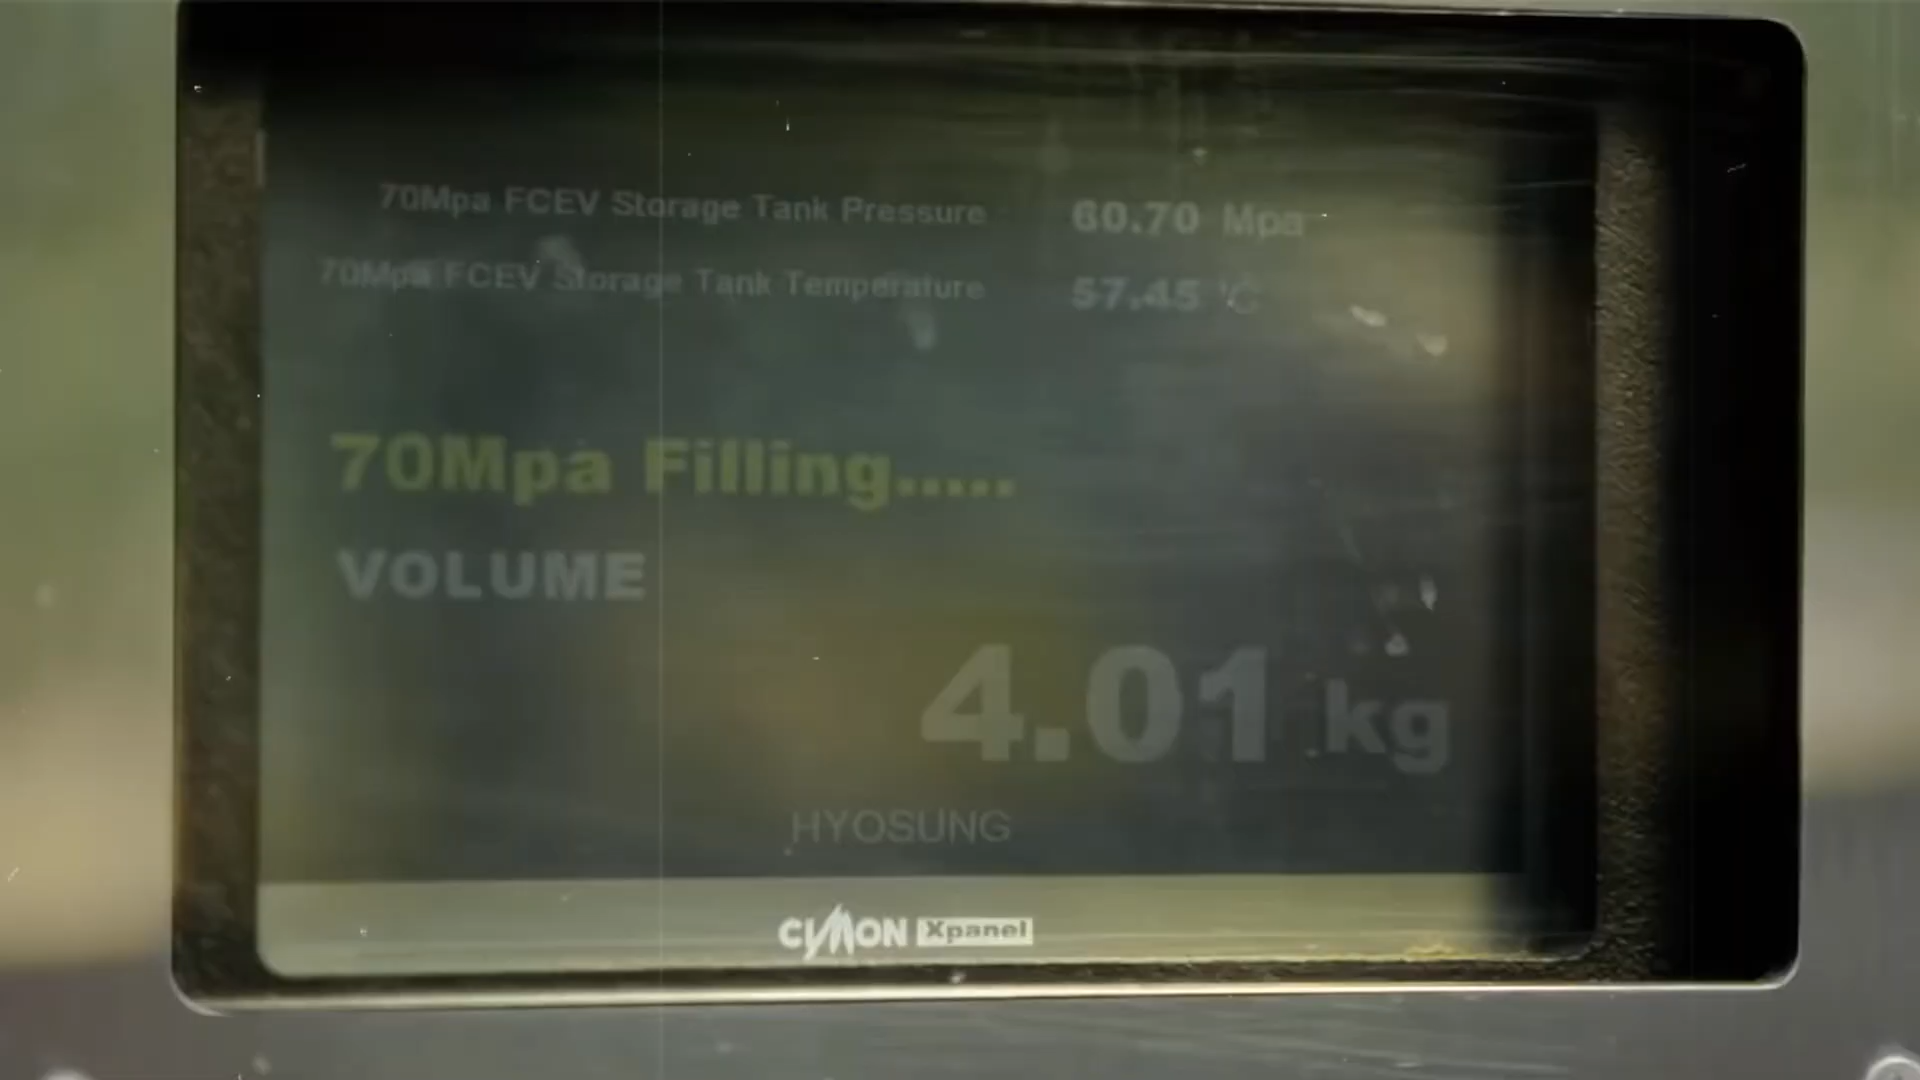 70Mpa FCEV Storage Tank Pressure 60.70 Mpa
70Mpa FCEV Storage Tank Temperature 57.45 ℃
70Mpa Filling.....
VOLUME
4.01 kg
HYOSUNG
CIMON Xpanel